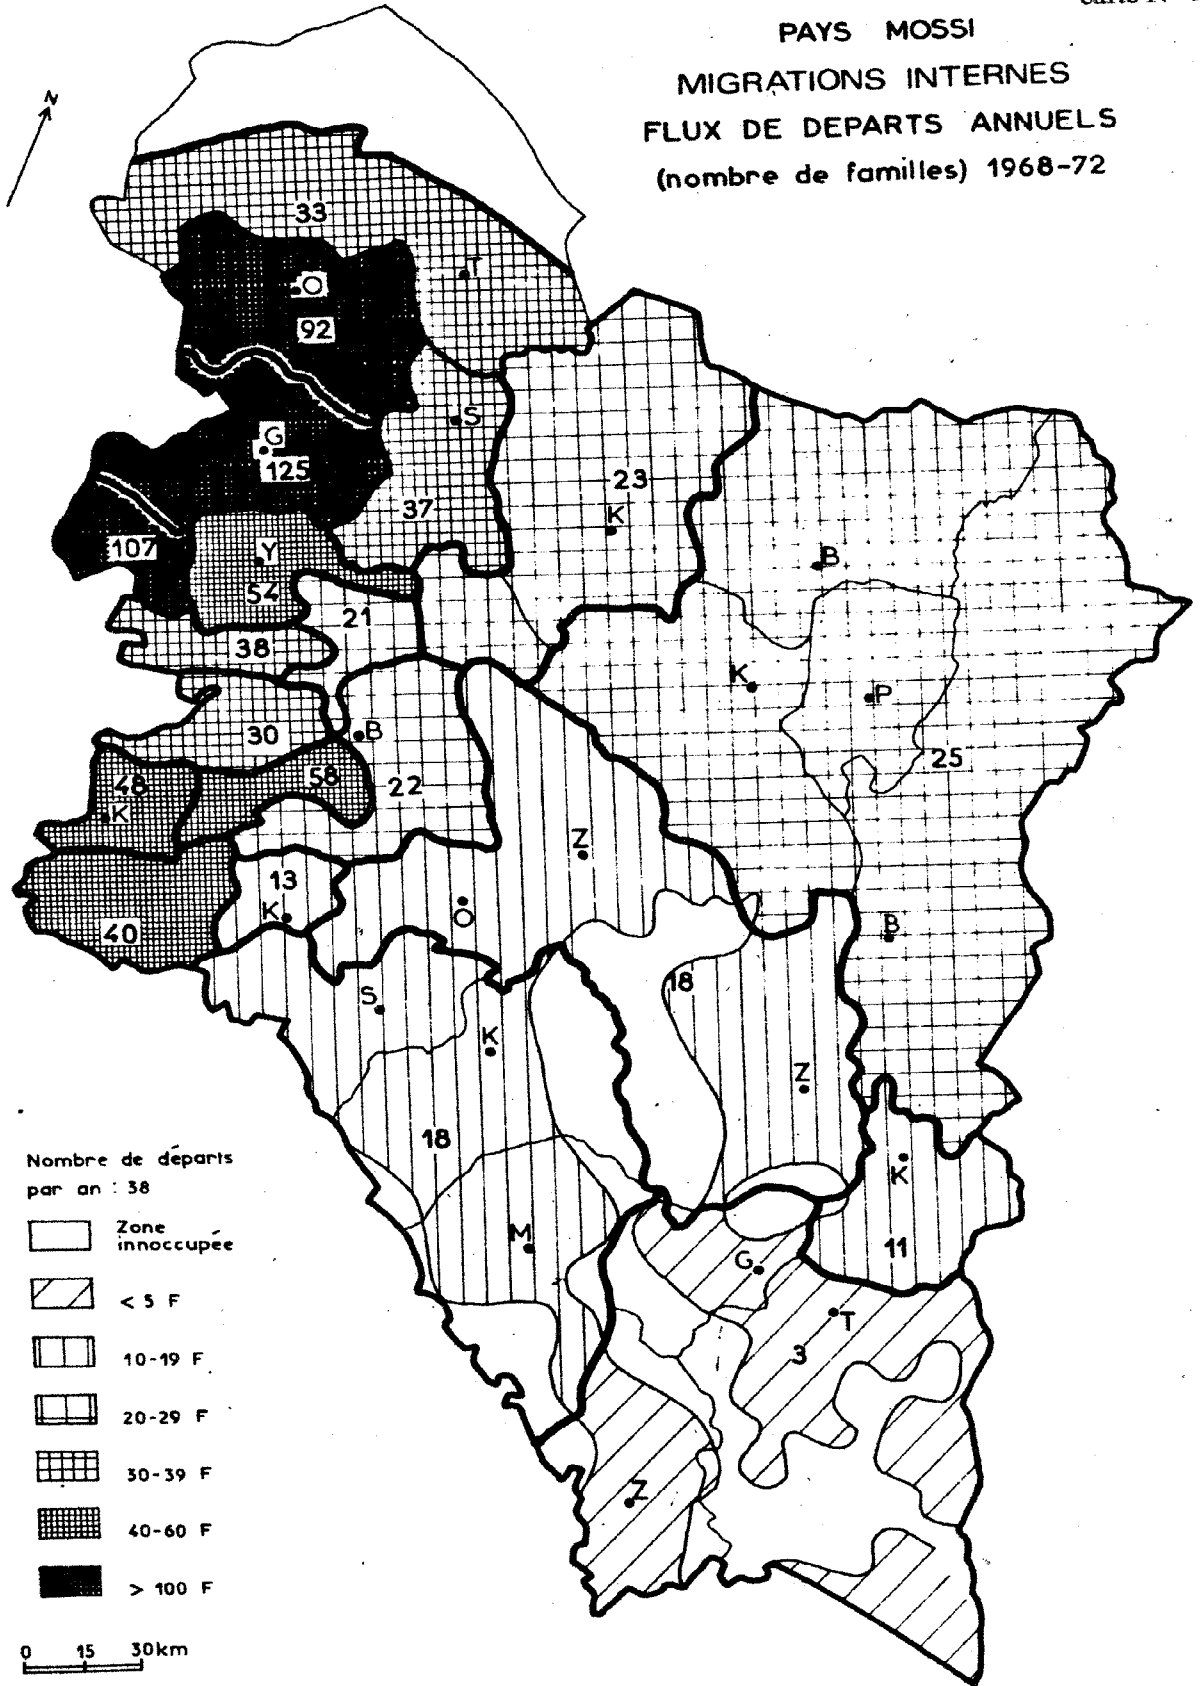 PAYS MOSSI
MIGRATIONS INTERNES
FLUX DE DEPARTS ANNUELS
(nombre de familles) 1968-72
N
33
T
O
92
S
G
125
37
23
K
107
Y
54
B
21
38
K
P
30
B
25
58
48
22
K
Z
13
K
O
40
B
18
S
K
Z
18
K
M
11
G
T
3
Z
Nombre de départs
par an : 38
Zone
innoccupée
< 5 F
10-19 F
20-29 F
30-39 F
40-60 F
> 100 F
0 15 30km